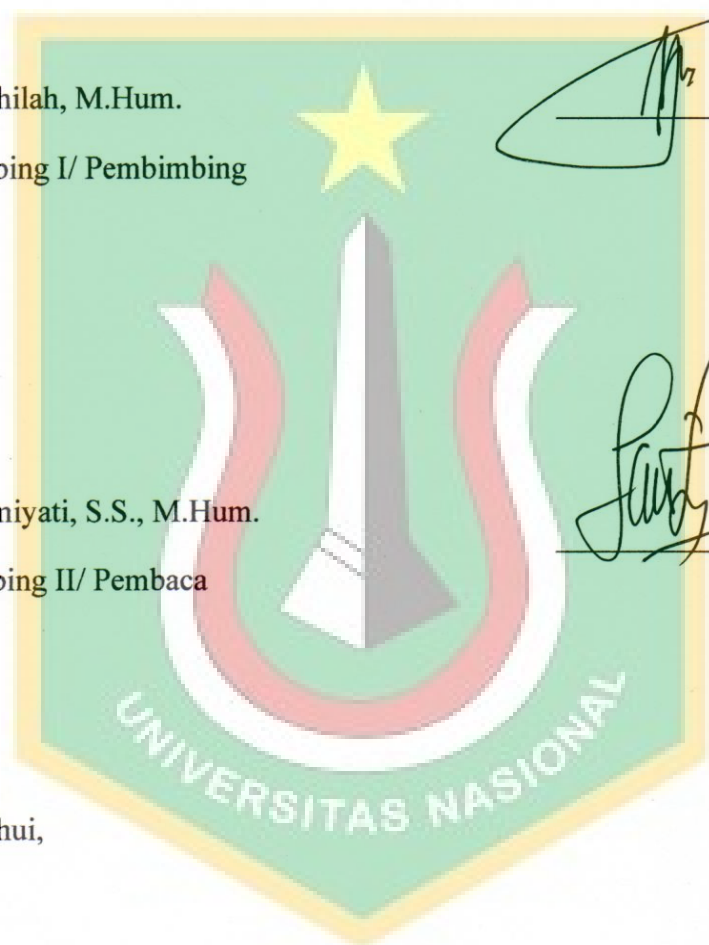 hilah, M.Hum.
bing I/ Pembimbing
niyati, S.S., M.Hum.
bing II/ Pembaca
UNIVERSITAS NASIONAL
hui,